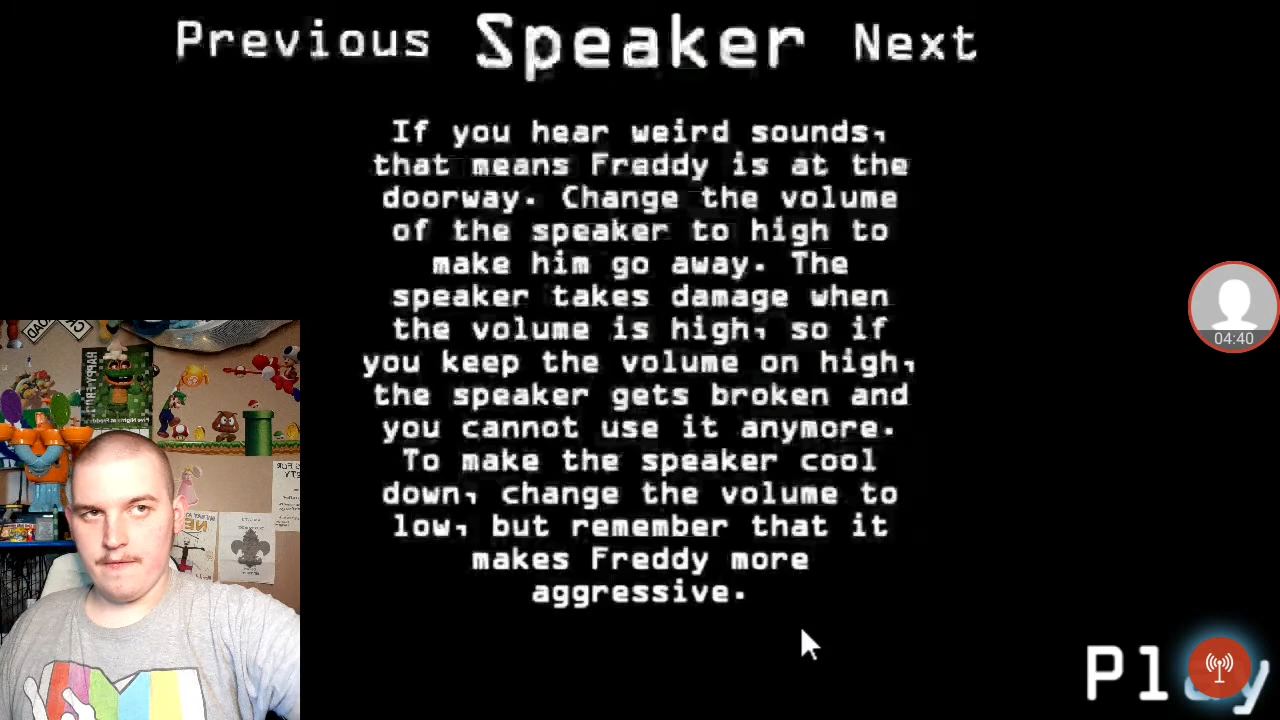 Previous Speaker Next
If you hear weird sounds,
that means Freddy is at the
doorway. Change the volume
of the speaker to high to
make him go away. The
speaker takes damage when
the volume is high, so if
you keep the volume on high,
the speaker gets broken and
you cannot use it anymore.
To make the speaker cool
down, change the volume to
low, but remember that it
makes Freddy more
aggressive.
04:40
Play